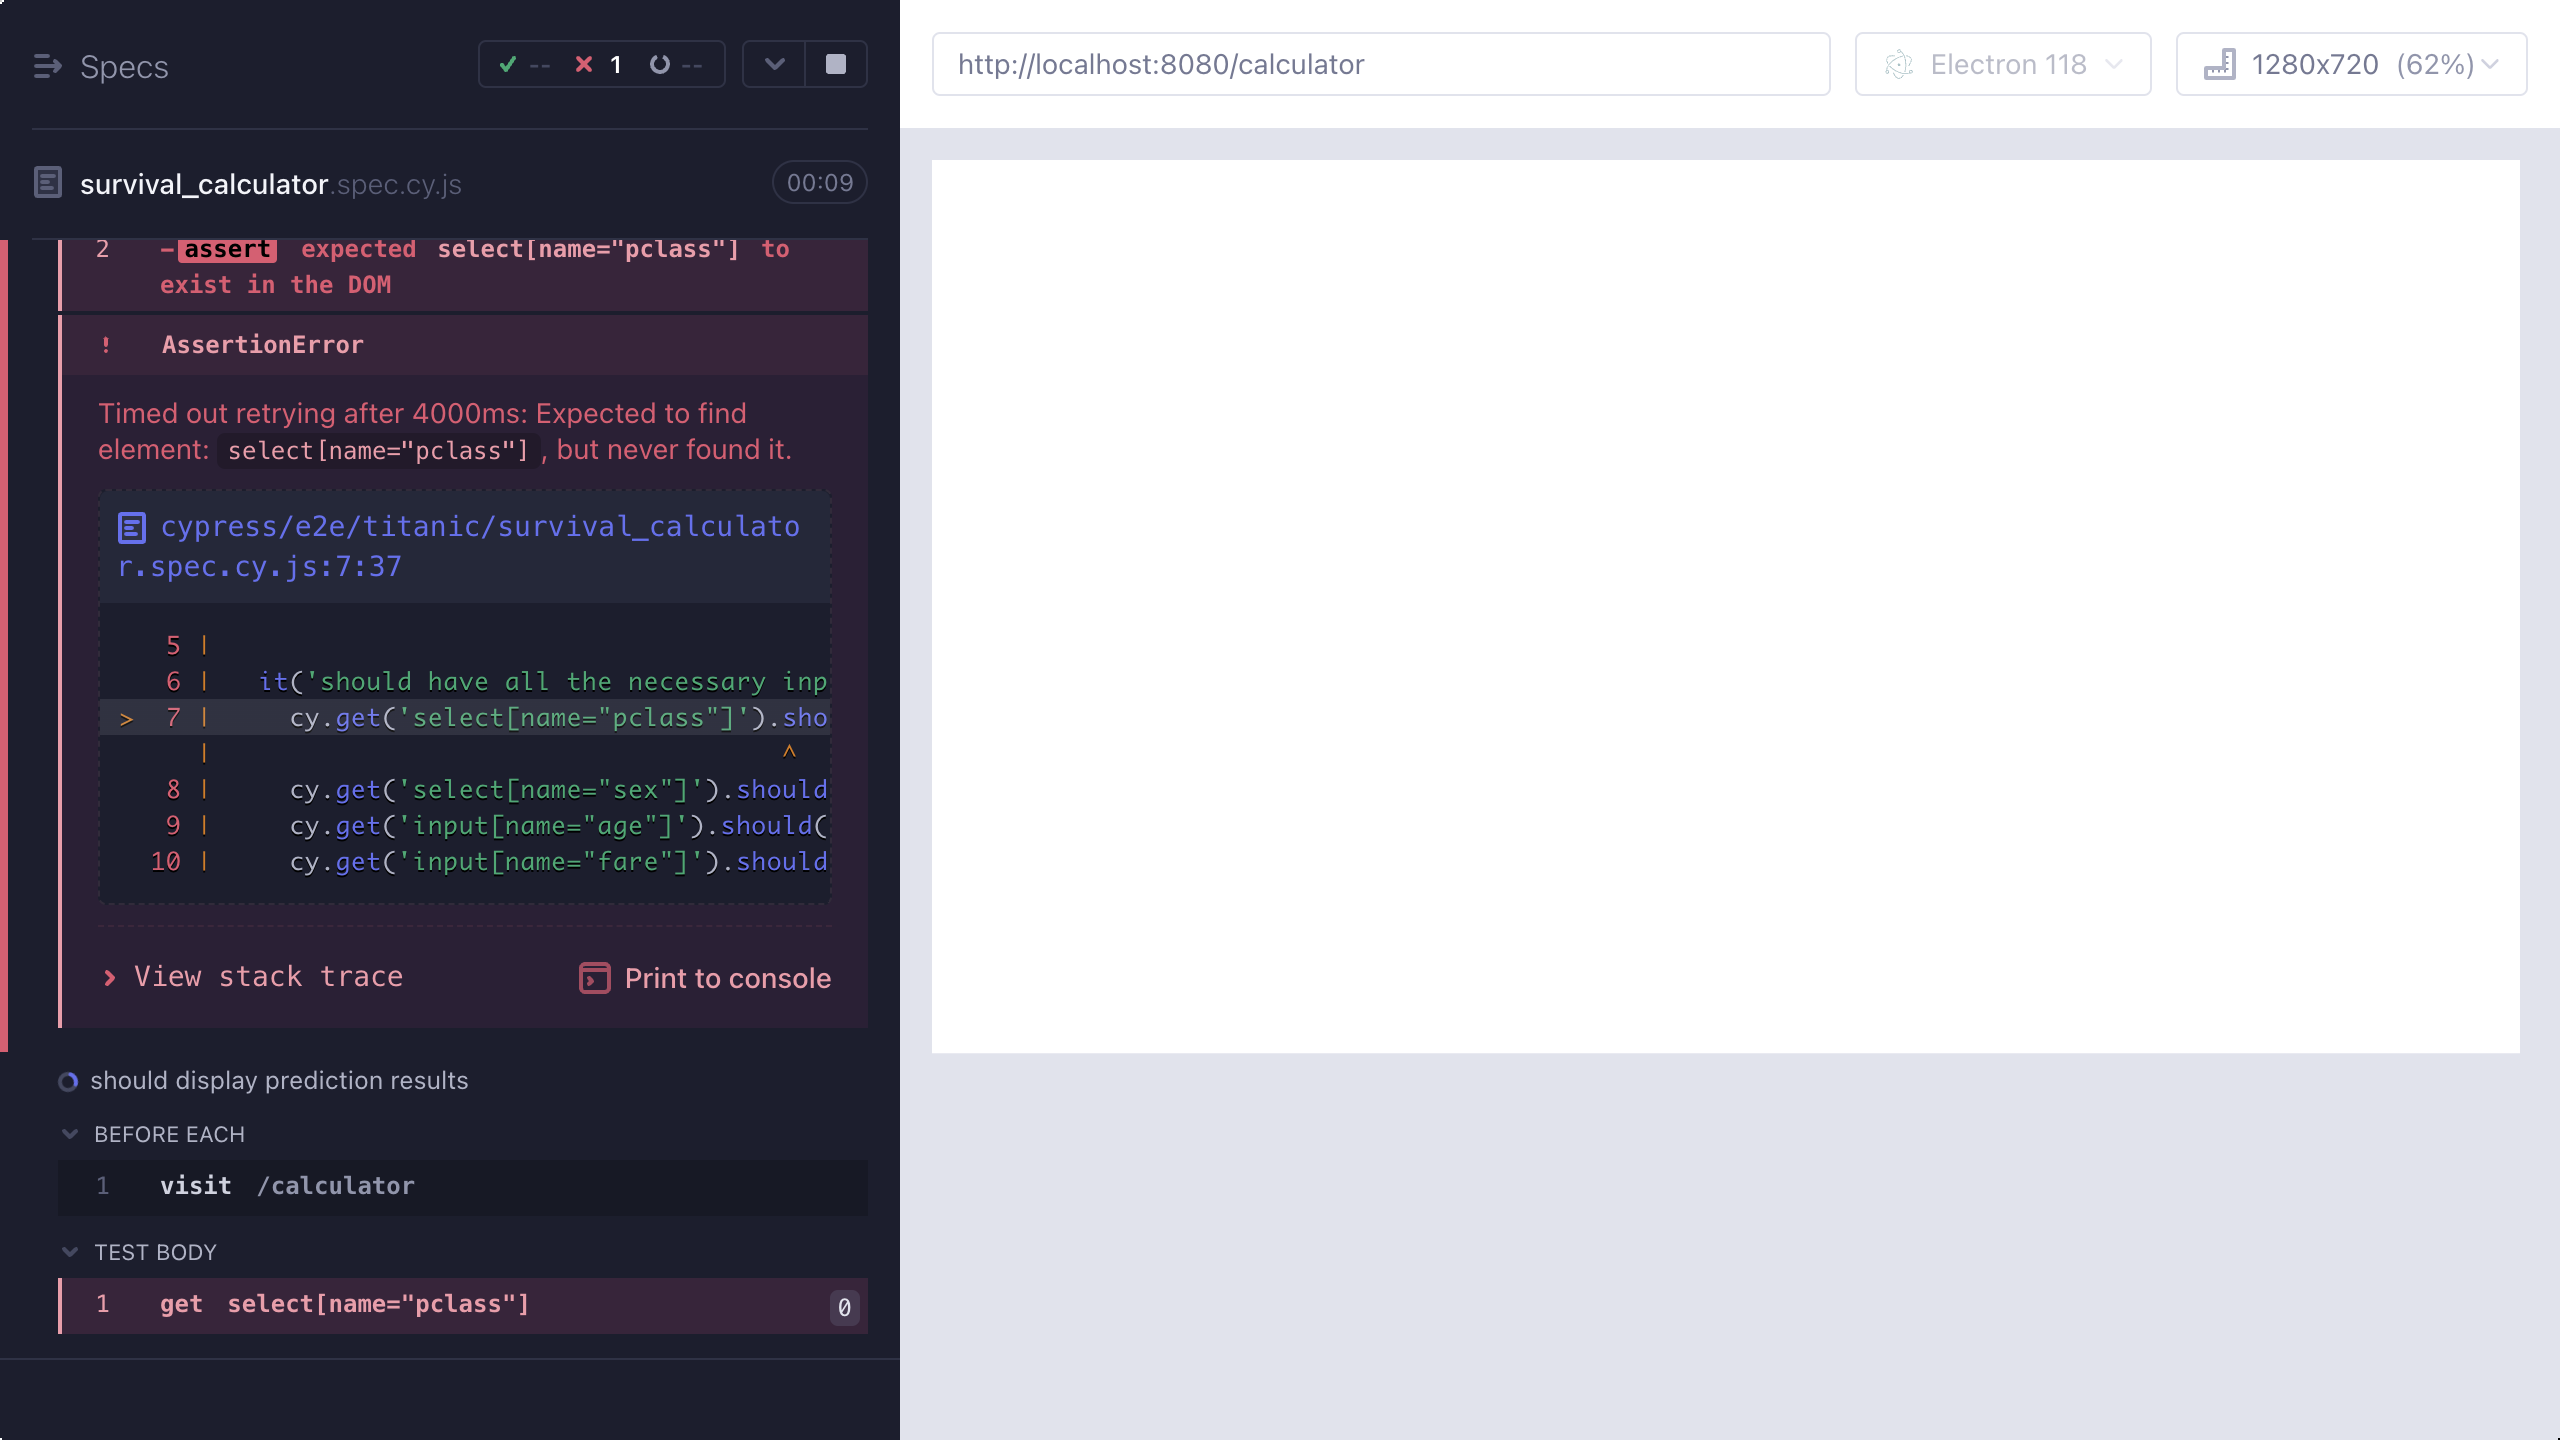 Specs
-- 1 --
survival_calculator.spec.cy.js 00:09
2 -assert expected select[name="pclass"] to
exist in the DOM
! AssertionError
Timed out retrying after 4000ms: Expected to find
element: select[name="pclass"] , but never found it.
cypress/e2e/titanic/survival_calculato
r.spec.cy.js:7:37
5 |
6 | it('should have all the necessary inp
> 7 | cy.get('select[name="pclass"]').sho
| ^
8 | cy.get('select[name="sex"]').should
9 | cy.get('input[name="age"]').should(
10 | cy.get('input[name="fare"]').should
View stack trace
Print to console
should display prediction results
BEFORE EACH
1 visit /calculator
TEST BODY
1 get select[name="pclass"] 0
http://localhost:8080/calculator
Electron 118
1280x720 (62%)